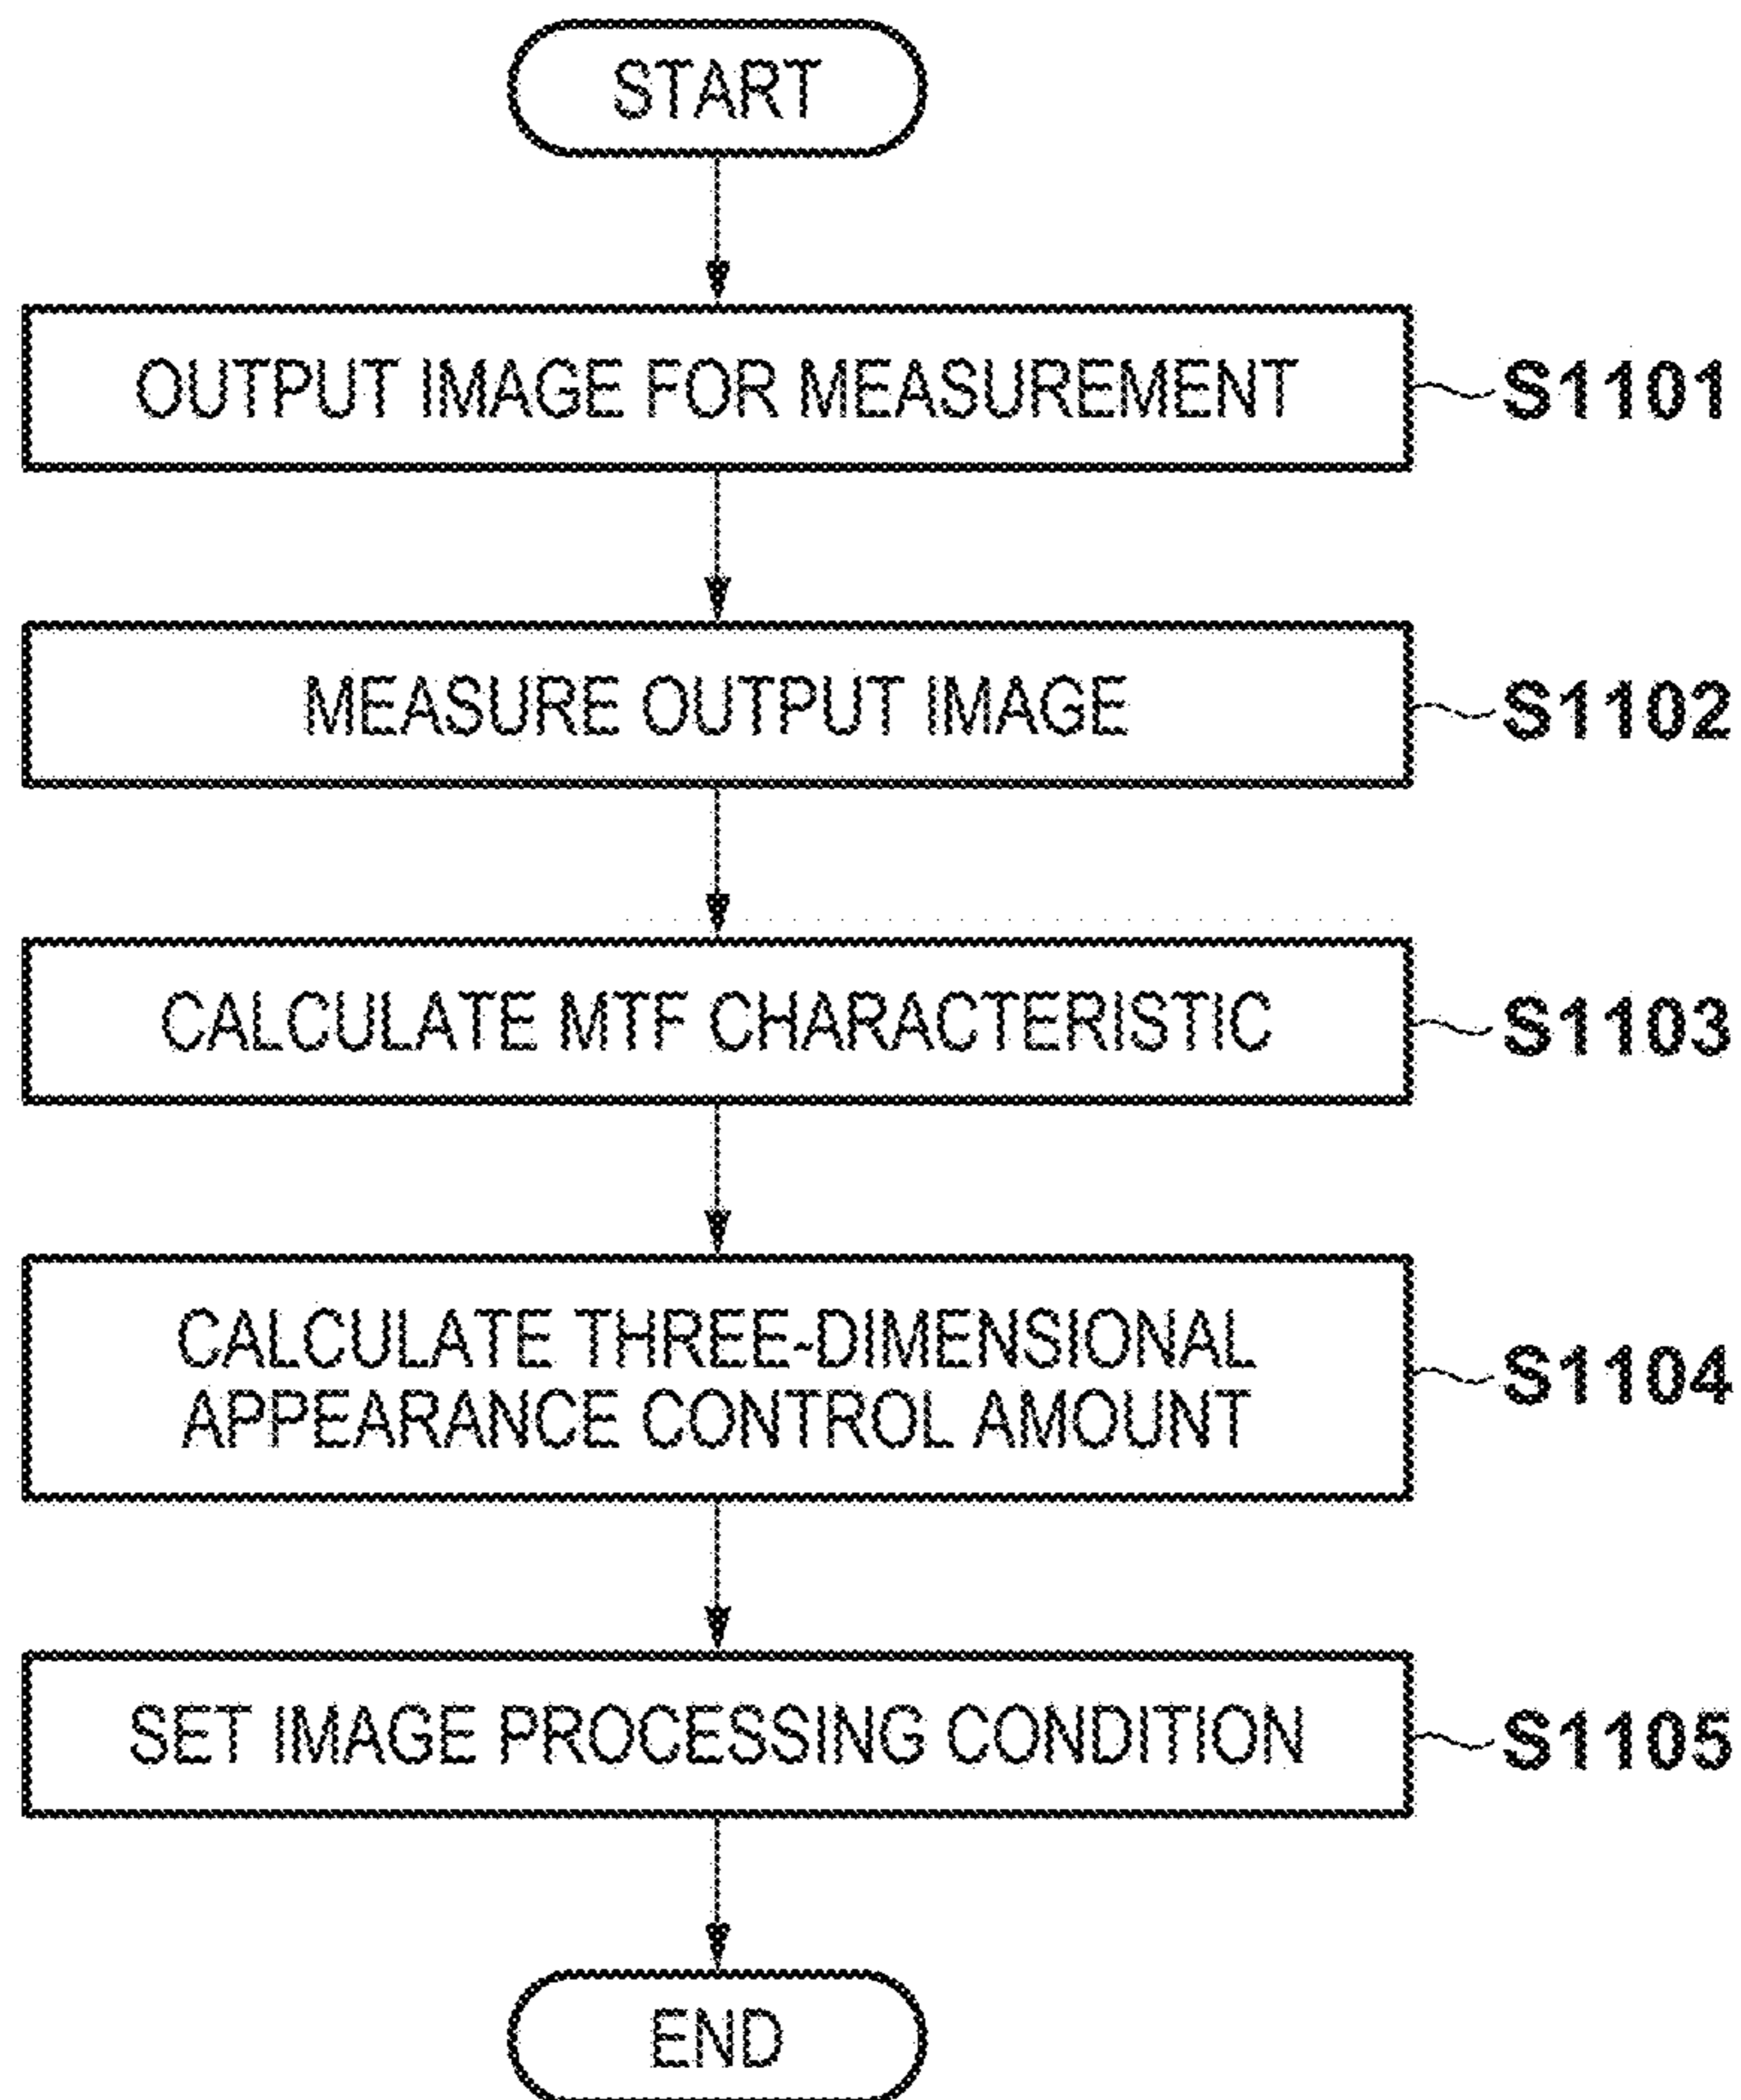 START
OUTPUT IMAGE FOR MEASUREMENT
S1101
MEASURE OUTPUT IMAGE
S1102
CALCULATE MTF CHARACTERISTIC
S1103
CALCULATE THREE-DIMENSIONAL
APPEARANCE CONTROL AMOUNT
S1104
SET IMAGE PROCESSING CONDITION
S1105
END